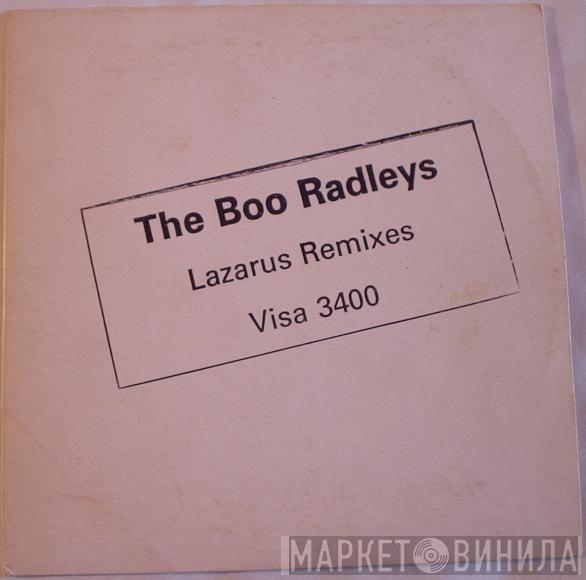 The Boo Radleys
Lazarus Remixes
Visa 3400
МАРКЕТ ВИНИЛА